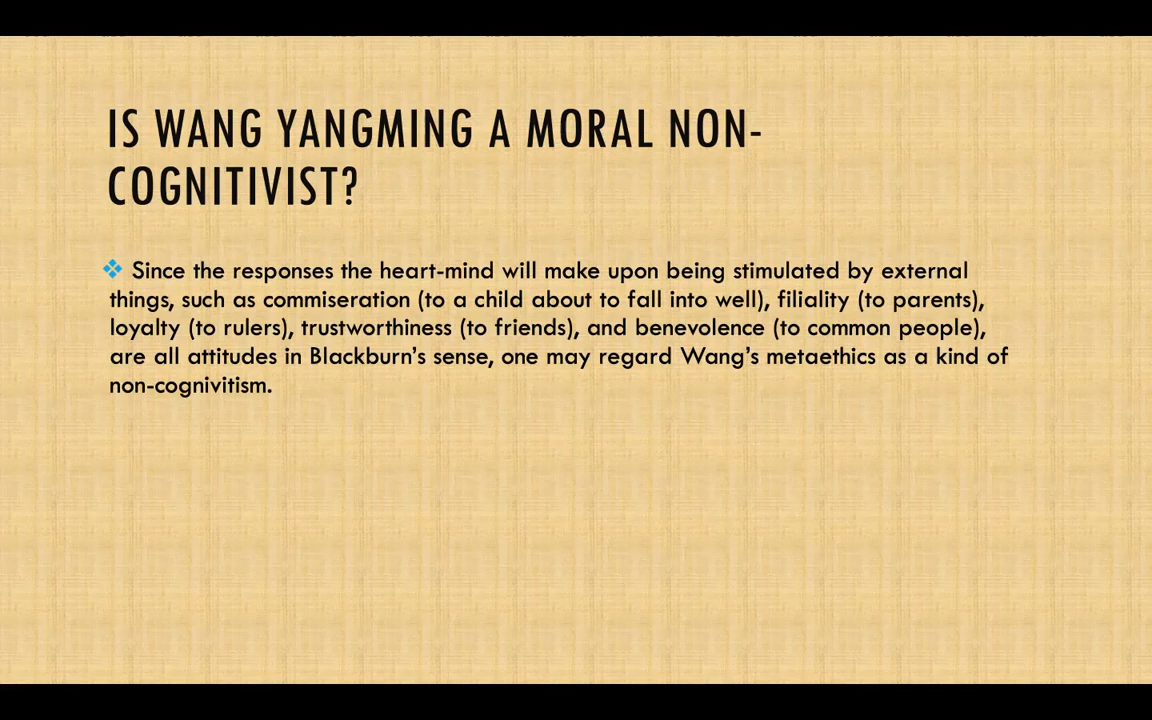 IS WANG YANGMING A MORAL NON-
COGNITIVIST?
Since the responses the heart-mind will make upon being stimulated by external
things, such as commiseration (to a child about to fall into well), filiality (to parents),
loyalty (to rulers), trustworthiness (to friends), and benevolence (to common people),
are all attitudes in Blackburn’s sense, one may regard Wang’s metaethics as a kind of
non-cognivitism.